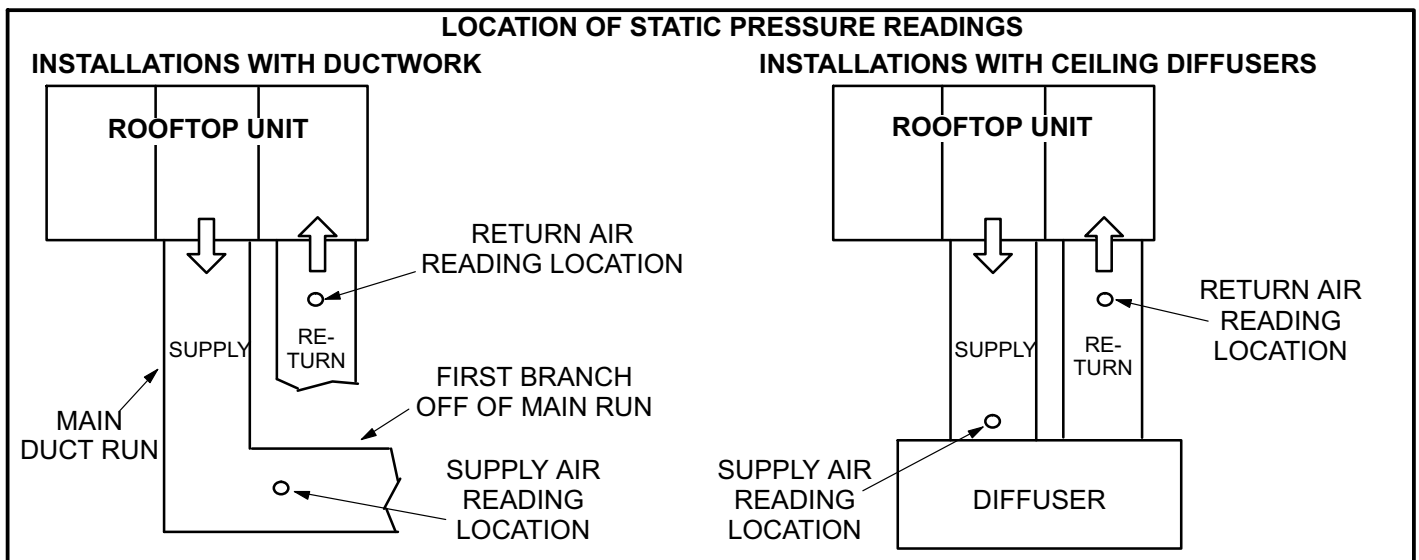 LOCATION OF STATIC PRESSURE READINGS
INSTALLATIONS WITH DUCTWORK
ROOFTOP UNIT
RETURN AIR
READING LOCATION
SUPPLY
RE-
TURN
FIRST BRANCH
OFF OF MAIN RUN
MAIN
DUCT RUN
SUPPLY AIR
READING
LOCATION
INSTALLATIONS WITH CEILING DIFFUSERS
ROOFTOP UNIT
RETURN AIR
READING
LOCATION
SUPPLY
RE-
TURN
SUPPLY AIR
READING
LOCATION
DIFFUSER